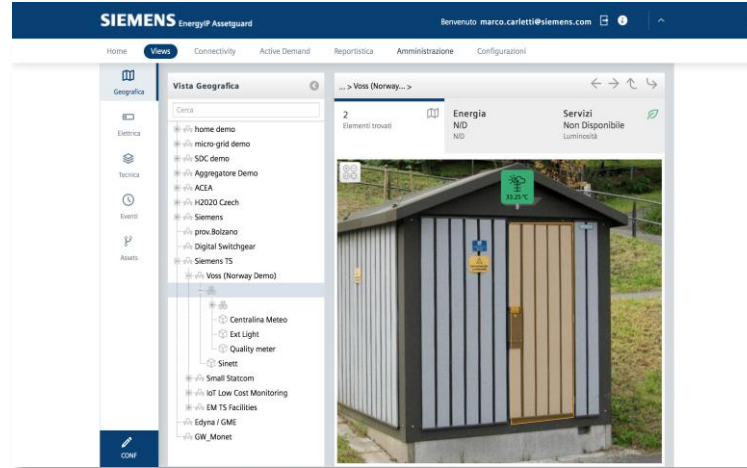 SIEMENS EnergyIP Assetguard
Benvenuto marco.carletti@siemens.com
Home Views Connectivity Active Demand Reportistica Amministrazione Configurazioni
Geografica
Elettrica
Tecnica
Eventi
Assets
CONF
Vista Geografica
Cerca
home demo
micro-grid demo
SDC demo
Aggregatore Demo
ACEA
H2020 Czech
Siemens
prov.Bolzano
Digital Switchgear
Siemens TS
Voss (Norway Demo)
Centralina Meteo
Ext Light
Quality meter
Sinett
Small Statcom
IoT Low Cost Monitoring
EM TS Facilities
Edyna / GME
GW_Monet
... > Voss (Norway... >
2
Elementi trovati
Energia
N/D
N/D
Servizi
Non Disponibile
Luminosità
33.25 °C